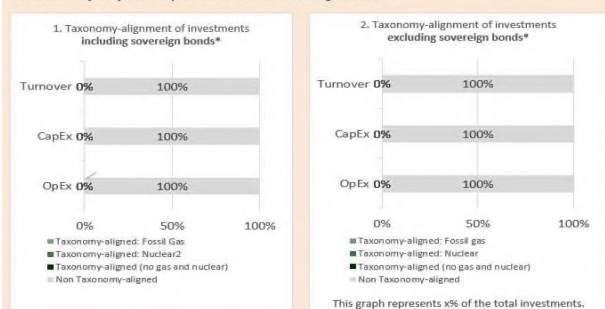 1. Taxonomy-alignment of investments
including sovereign bonds*
Turnover 0% 100%
CapEx 0% 100%
OpEx 0% 100%
0% 50% 100%
Taxonomy-aligned: Fossil Gas
Taxonomy-aligned: Nuclear2
Taxonomy-aligned (no gas and nuclear)
Non Taxonomy-aligned
2. Taxonomy-alignment of investments
excluding sovereign bonds*
Turnover 0% 100%
CapEx 0% 100%
OpEx 0% 100%
0% 50% 100%
Taxonomy-aligned: Fossil gas
Taxonomy-aligned: Nuclear
Taxonomy-aligned (no gas and nuclear)
Non Taxonomy-aligned
This graph represents x% of the total investments.